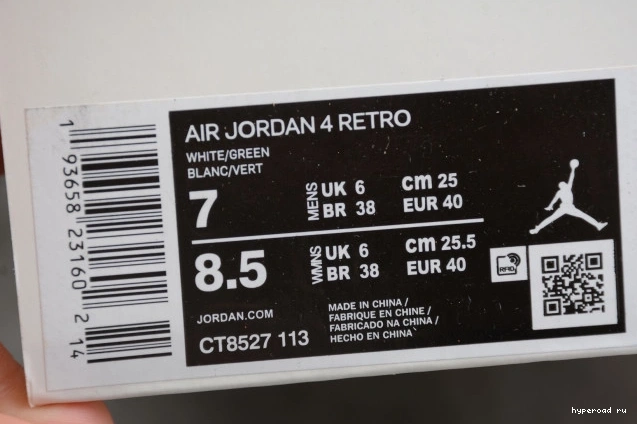 1 93658 23160 2 14
AIR JORDAN 4 RETRO
WHITE/GREEN
BLANC/VERT
7
MENS
UK 6
cm 25
BR 38
EUR 40
8.5
WMNS
UK 6
cm 25.5
BR 38
EUR 40
RFID
JORDAN.COM
CT8527 113
MADE IN CHINA /
FABRIQUE EN CHINE /
FABRICADO NA CHINA /
HECHO EN CHINA
hyperoad ru